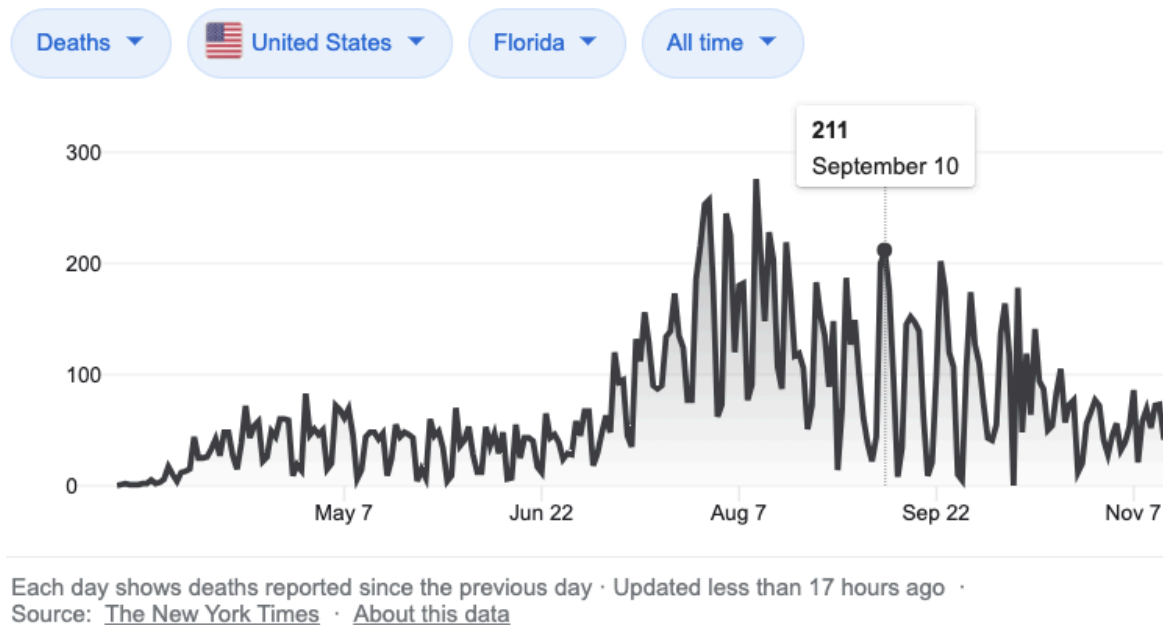 Deaths United States Florida All time
211
September 10
300
200
100
0
May 7 Jun 22 Aug 7 Sep 22 Nov 7
Each day shows deaths reported since the previous day · Updated less than 17 hours ago ·
Source: The New York Times · About this data